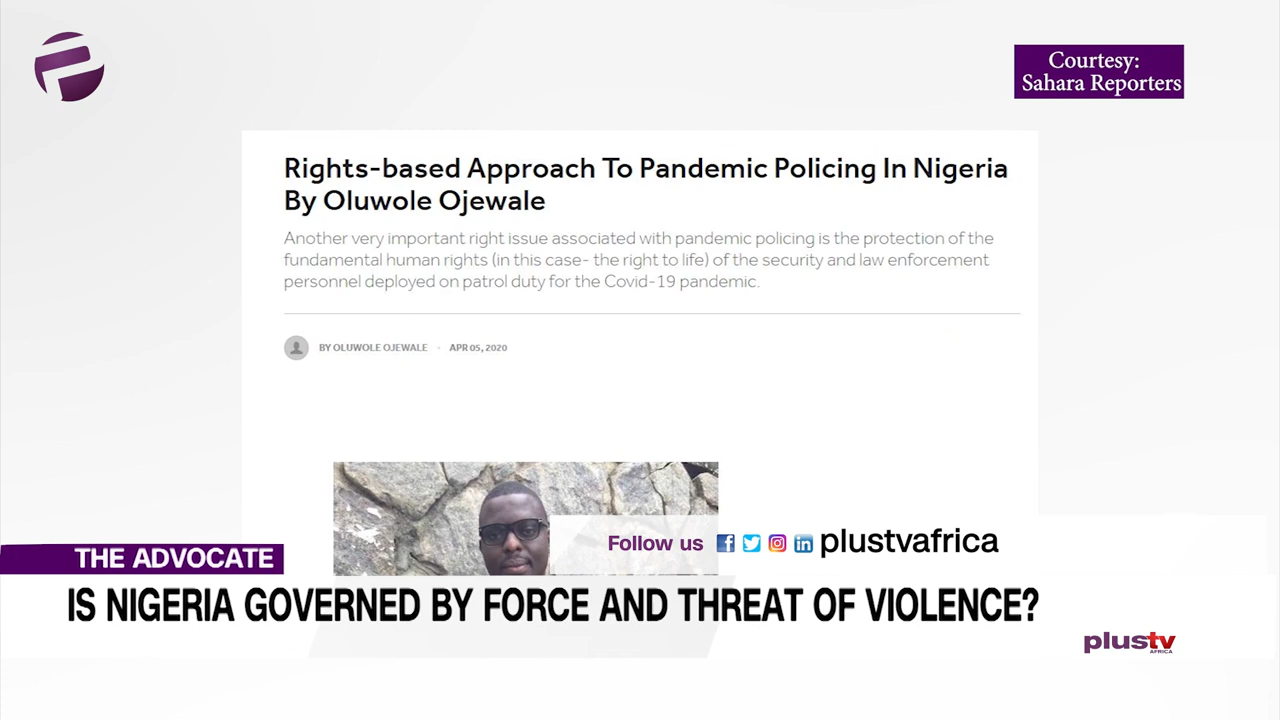 Courtesy:
Sahara Reporters
Rights-based Approach To Pandemic Policing In Nigeria
By Oluwole Ojewale
Another very important right issue associated with pandemic policing is the protection of the
fundamental human rights (in this case- the right to life) of the security and law enforcement
personnel deployed on patrol duty for the Covid-19 pandemic.
BY OLUWOLE OJEWALE · APR 05, 2020
Follow us plustvafrica
THE ADVOCATE
IS NIGERIA GOVERNED BY FORCE AND THREAT OF VIOLENCE?
plustv
AFRICA